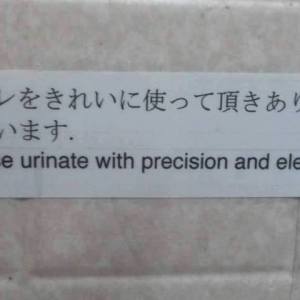 レをきれいに使って頂きあり
います.
se urinate with precision and ele